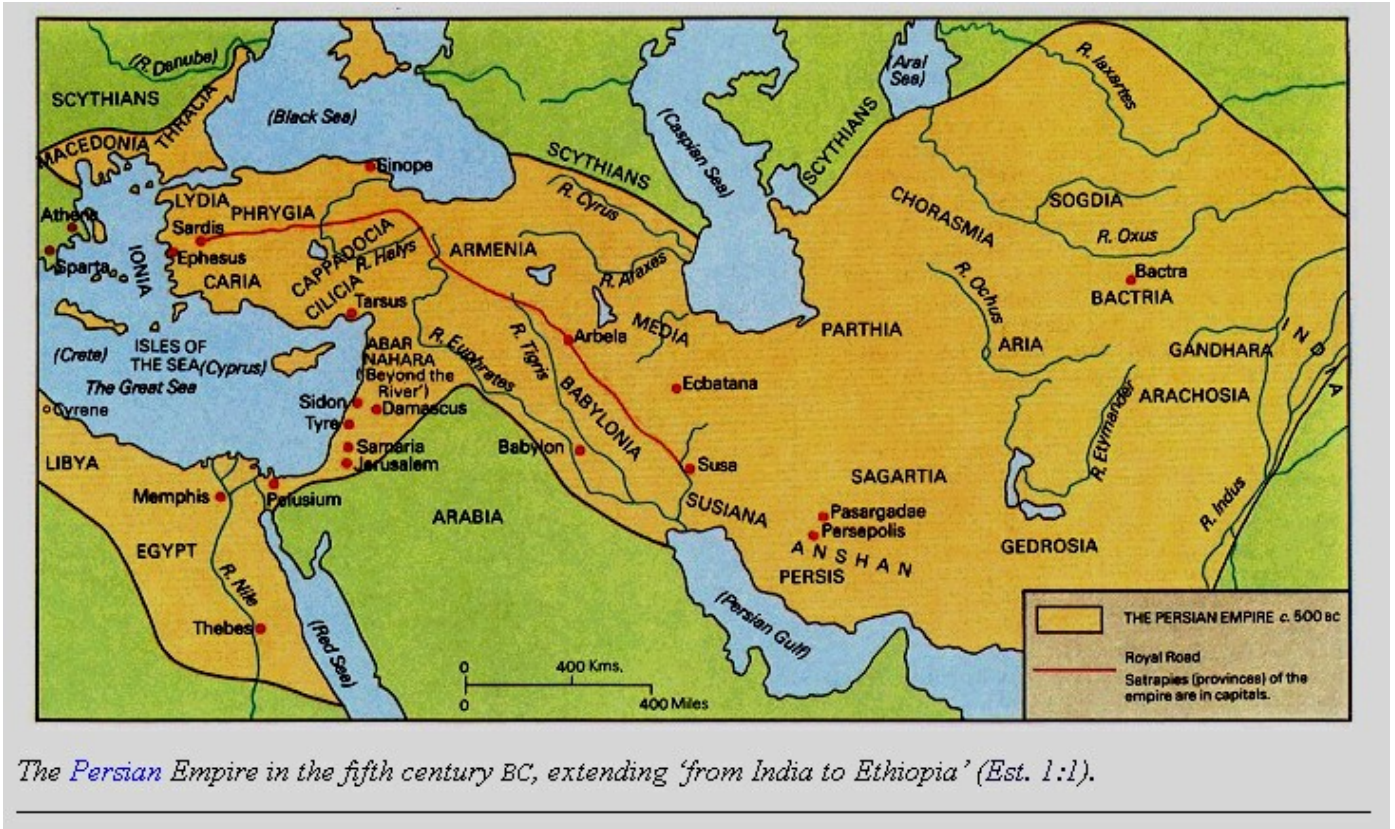 (R. Danube)
SCYTHIANS
THRACIA
MACEDONIA
(Black Sea)
Sinope
SCYTHIANS
(Caspian Sea)
SCYTHIANS
(Aral
Sea)
R. Iaxartes
LYDIA
PHRYGIA
Athens
Sardis
Sparta
IONIA
Ephesus
CARIA
CAPPADOCIA
R. Halys
CILICIA
Tarsus
ARMENIA
R. Cyrus
R. Araxes
CHORASMIA
SOGDIA
R. Oxus
Bactra
BACTRIA
R. Ochus
MEDIA
PARTHIA
ARIA
GANDHARA
INDIA
Arbela
(Crete)
ISLES OF
THE SEA
(Cyprus)
The Great Sea
ABAR
NAHARA
('Beyond the
River')
R. Euphrates
R. Tigris
BABYLONIA
Ecbatana
ARACHOSIA
R. Etymander
Cyrene
Sidon
Damascus
Tyre
Samaria
Jerusalem
Babylon
Susa
SUSIANA
SAGARTIA
LIBYA
Memphis
Pelusium
ARABIA
Pasargadae
Persepolis
ANSHAN
PERSIS
GEDROSIA
R. Indus
EGYPT
R. Nile
Thebes
(Red Sea)
(Persian Gulf)
0 400 Kms.
0 400 Miles
THE PERSIAN EMPIRE c. 500 BC
Royal Road
Satrapies (provinces) of the
empire are in capitals.
The Persian Empire in the fifth century BC, extending ‘from India to Ethiopia’ (Est. 1:1).